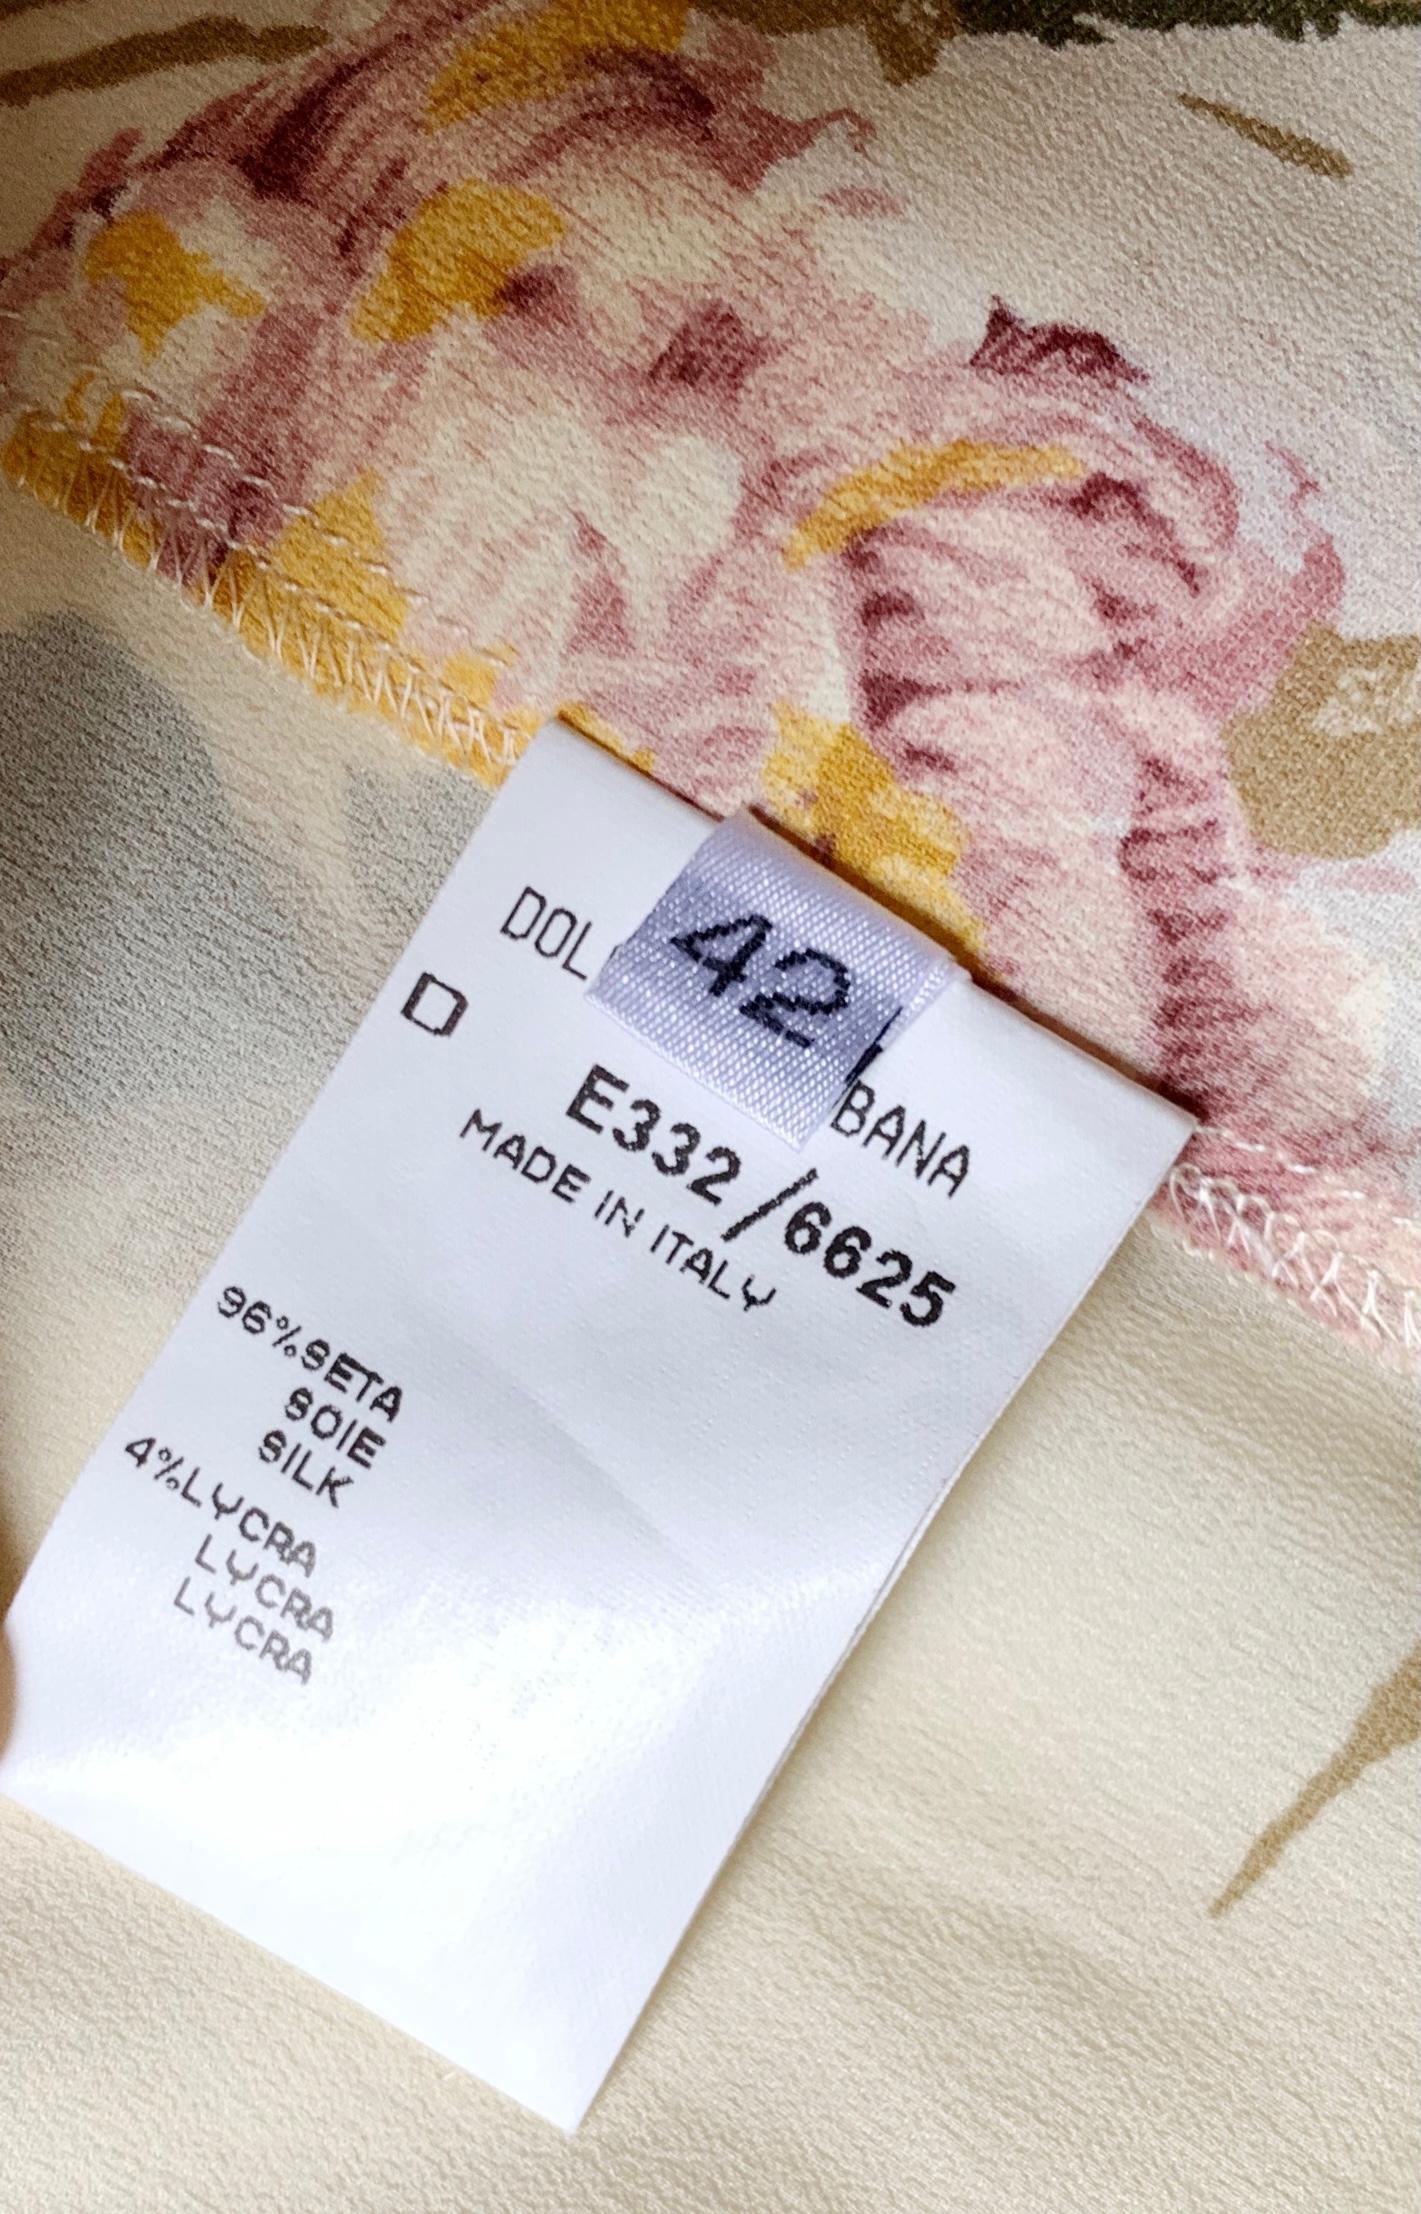 DOL
42
BANA
D
E332/6625
MADE IN ITALY
96%SETA
SOIE
SILK
4%LYCRA
LYCRA
LYCRA